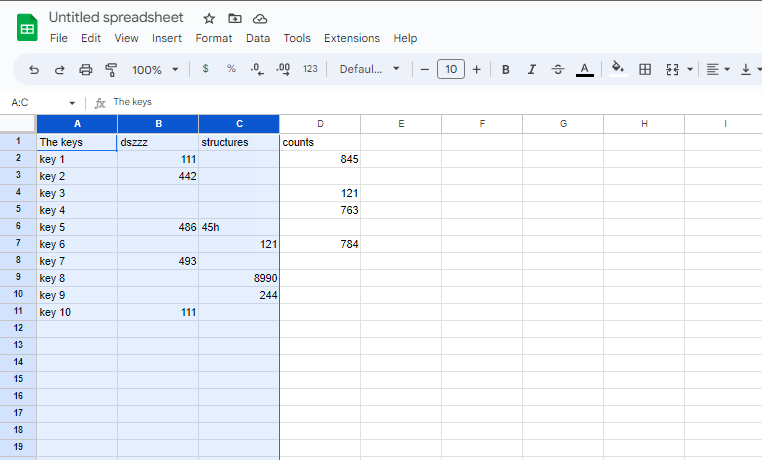 Untitled spreadsheet
File Edit View Insert Format Data Tools Extensions Help
100% $ % .0 .00 123 Defaul... − 10 + B I A
A:C fx The keys
A B C D E F G H I
1 The keys dszzz structures counts
2 key 1 111 845
3 key 2 442
4 key 3 121
5 key 4 763
6 key 5 486 45h
7 key 6 121 784
8 key 7 493
9 key 8 8990
10 key 9 244
11 key 10 111
12
13
14
15
16
17
18
19